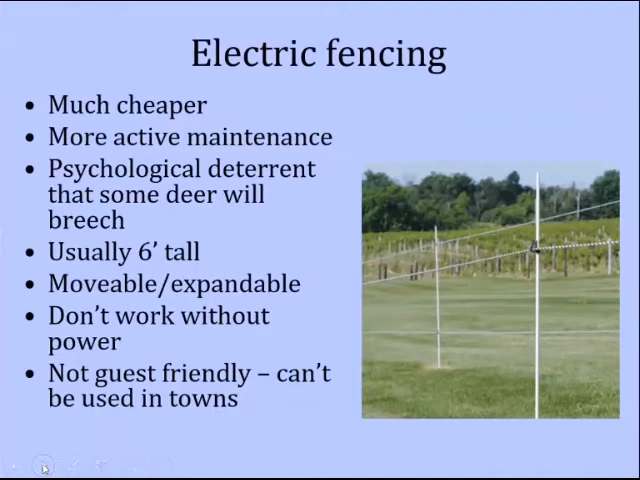 Electric fencing
• Much cheaper
• More active maintenance
• Psychological deterrent
that some deer will
breech
• Usually 6’ tall
• Moveable/expandable
• Don’t work without
power
• Not guest friendly – can’t
be used in towns